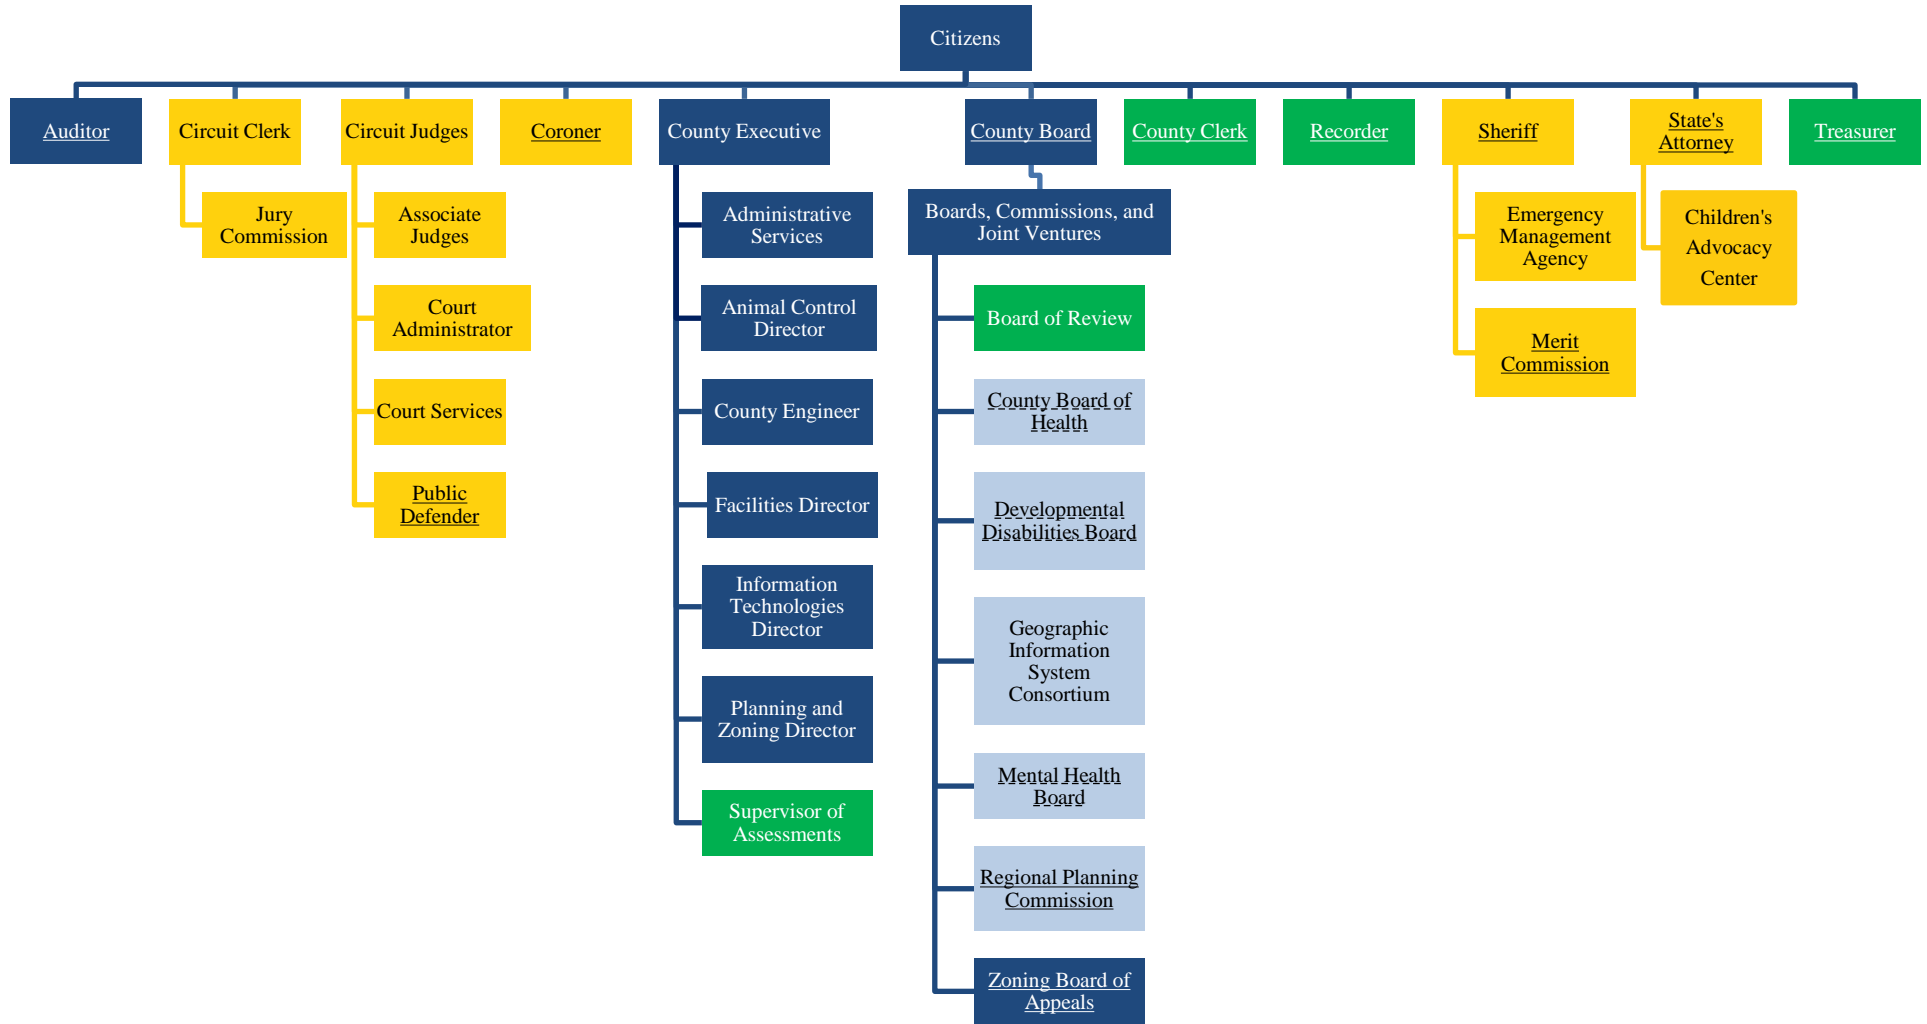 Citizens
Auditor
Circuit Clerk
Circuit Judges
Coroner
County Executive
County Board
County Clerk
Recorder
Sheriff
State's
Attorney
Treasurer
Jury
Commission
Associate
Judges
Court
Administrator
Court Services
Public
Defender
Administrative
Services
Animal Control
Director
County Engineer
Facilities Director
Information
Technologies
Director
Planning and
Zoning Director
Supervisor of
Assessments
Boards, Commissions, and
Joint Ventures
Board of Review
County Board of
Health
Developmental
Disabilities Board
Geographic
Information
System
Consortium
Mental Health
Board
Regional Planning
Commission
Zoning Board of
Appeals
Emergency
Management
Agency
Merit
Commission
Children's
Advocacy
Center